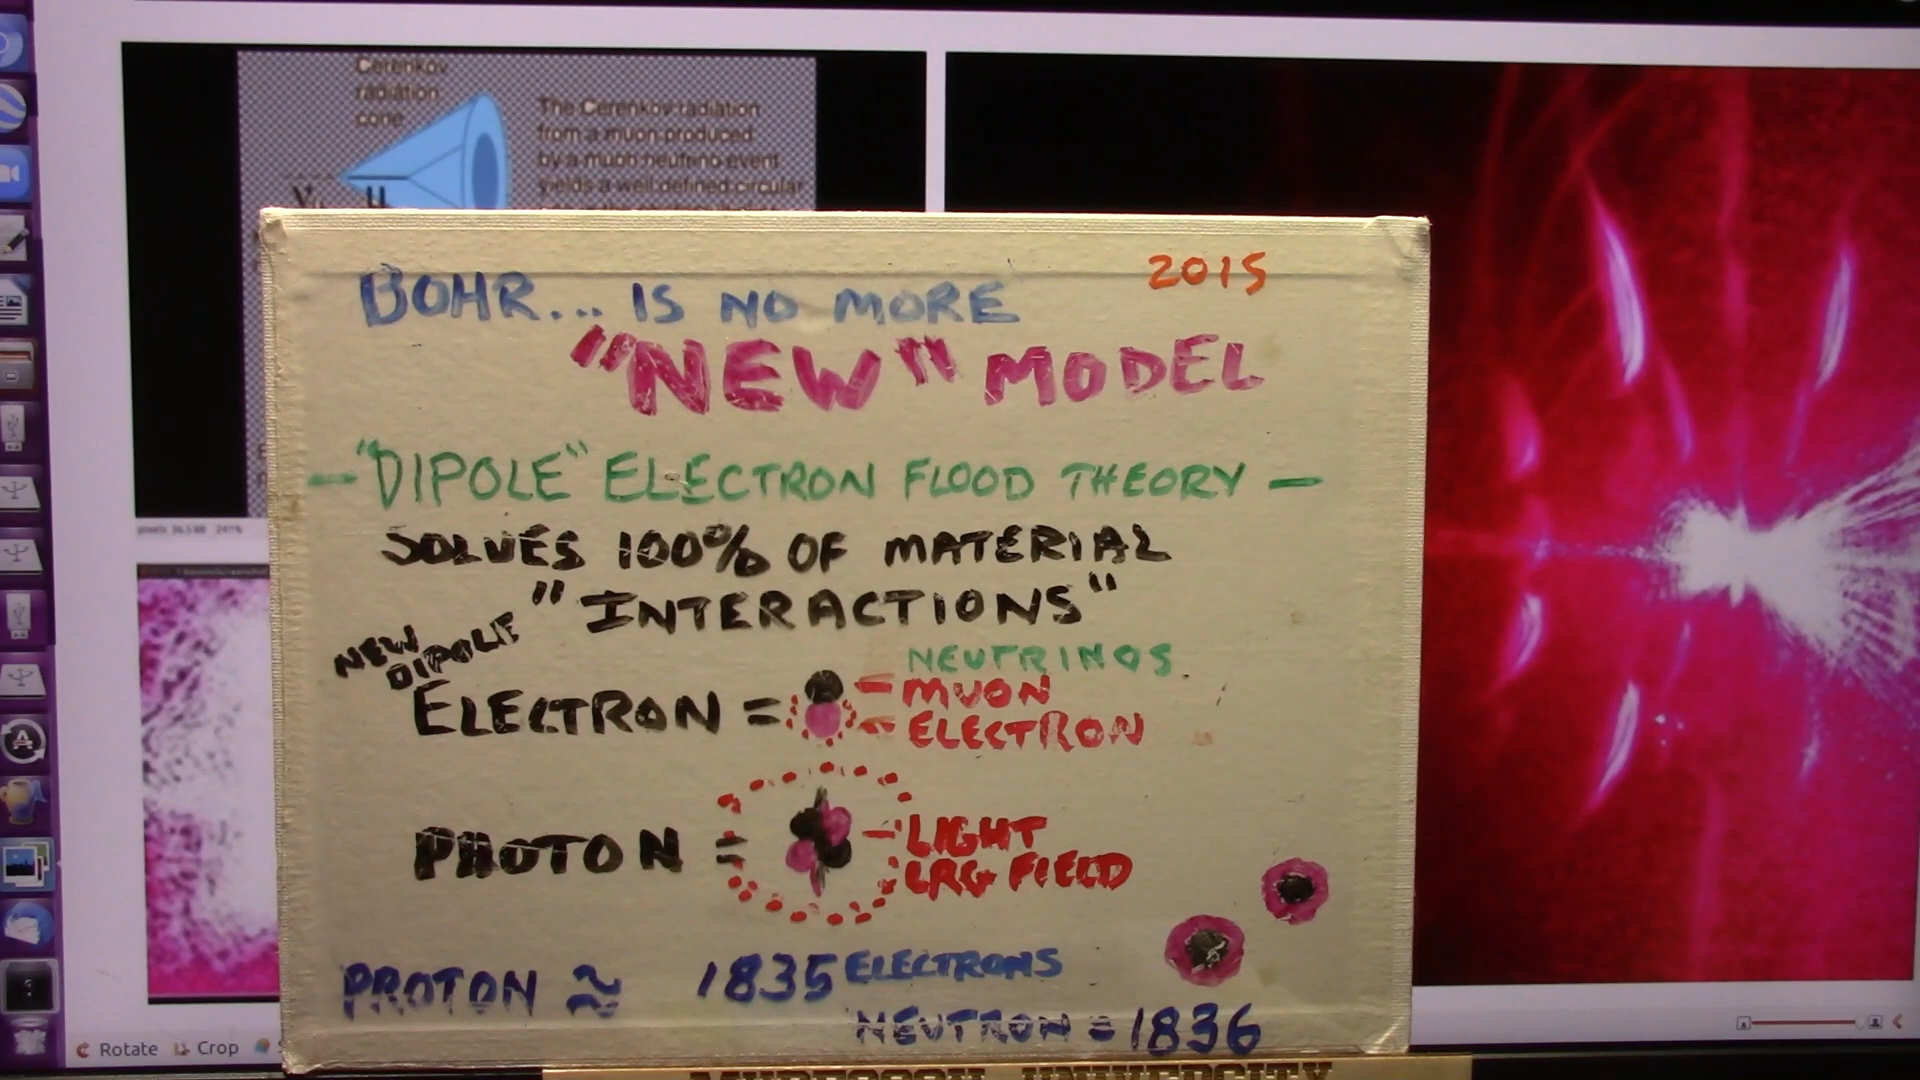 Cerenkov
radiation
cone
The Cerenkov radiation
from a muon produced
by a muon neutrino event
yields a well defined circular
2015
BOHR... IS NO MORE
"NEW" MODEL
- "DIPOLE" ELECTRON FLOOD THEORY -
SOLVES 100% OF MATERIAL
"INTERACTIONS"
NEW
DIPOLE
NEUTRINOS
ELECTRON = - MUON
= ELECTRON
PROTON = - LIGHT
LRG FIELD
PROTON ≈ 1835 ELECTRONS
NEUTRON = 1836
Rotate Crop